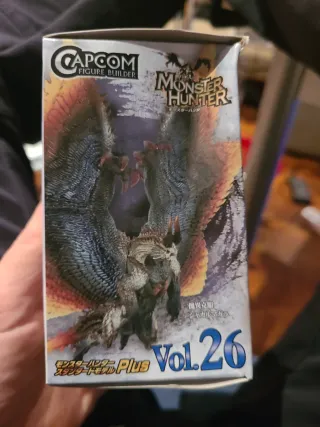 CAPCOM
FIGURE BUILDER
MONSTER
HUNTER
モンスターハンター
スタンダードモデル Plus
Vol.26